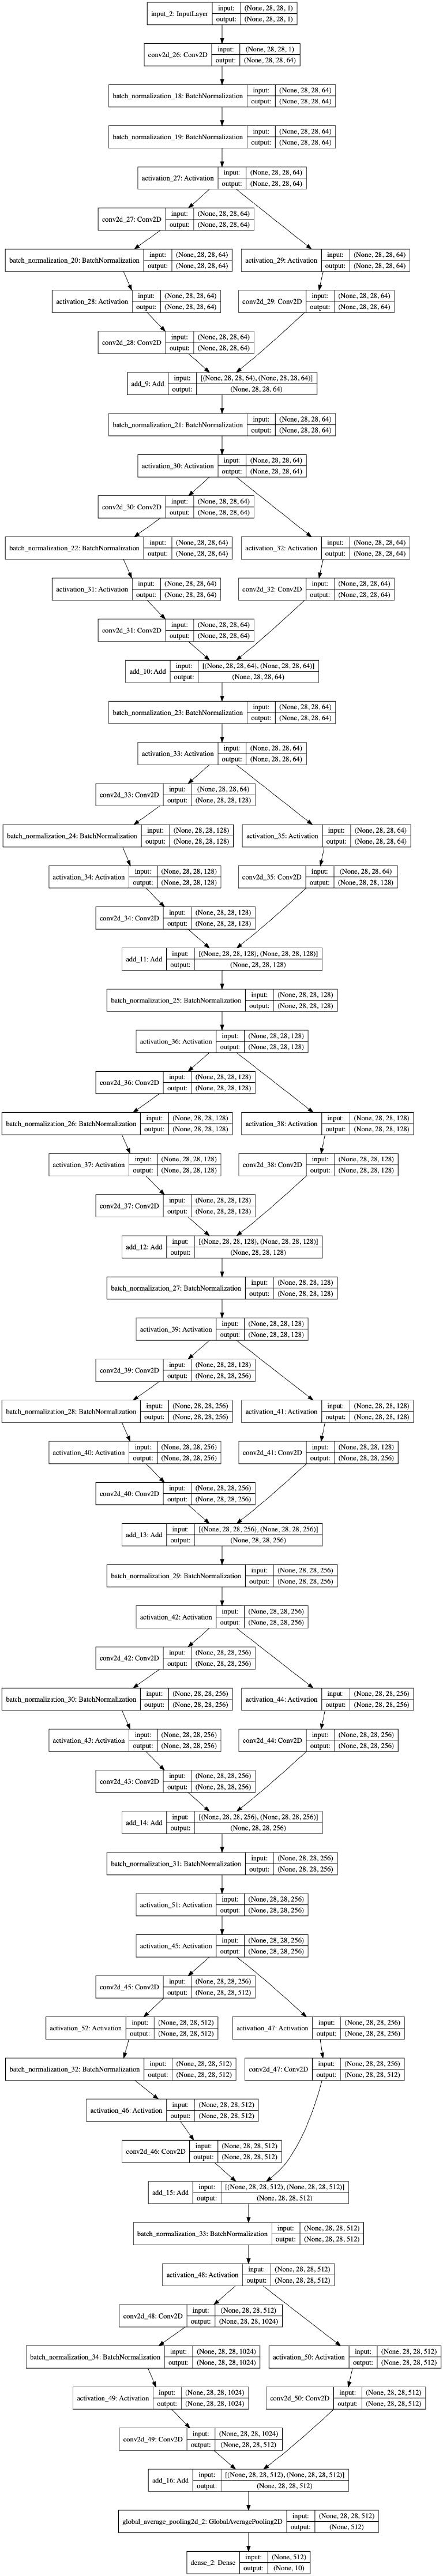 input_2: InputLayer input: (None, 28, 28, 1) output: (None, 28, 28, 1)
conv2d_26: Conv2D input: (None, 28, 28, 1) output: (None, 28, 28, 64)
batch_normalization_18: BatchNormalization input: (None, 28, 28, 64) output: (None, 28, 28, 64)
batch_normalization_19: BatchNormalization input: (None, 28, 28, 64) output: (None, 28, 28, 64)
activation_27: Activation input: (None, 28, 28, 64) output: (None, 28, 28, 64)
conv2d_27: Conv2D input: (None, 28, 28, 64) output: (None, 28, 28, 64)
batch_normalization_20: BatchNormalization input: (None, 28, 28, 64) output: (None, 28, 28, 64)
activation_29: Activation input: (None, 28, 28, 64) output: (None, 28, 28, 64)
activation_28: Activation input: (None, 28, 28, 64) output: (None, 28, 28, 64)
conv2d_29: Conv2D input: (None, 28, 28, 64) output: (None, 28, 28, 64)
conv2d_28: Conv2D input: (None, 28, 28, 64) output: (None, 28, 28, 64)
add_9: Add input: [(None, 28, 28, 64), (None, 28, 28, 64)] output: (None, 28, 28, 64)
batch_normalization_21: BatchNormalization input: (None, 28, 28, 64) output: (None, 28, 28, 64)
activation_30: Activation input: (None, 28, 28, 64) output: (None, 28, 28, 64)
conv2d_30: Conv2D input: (None, 28, 28, 64) output: (None, 28, 28, 64)
batch_normalization_22: BatchNormalization input: (None, 28, 28, 64) output: (None, 28, 28, 64)
activation_32: Activation input: (None, 28, 28, 64) output: (None, 28, 28, 64)
activation_31: Activation input: (None, 28, 28, 64) output: (None, 28, 28, 64)
conv2d_32: Conv2D input: (None, 28, 28, 64) output: (None, 28, 28, 64)
conv2d_31: Conv2D input: (None, 28, 28, 64) output: (None, 28, 28, 64)
add_10: Add input: [(None, 28, 28, 64), (None, 28, 28, 64)] output: (None, 28, 28, 64)
batch_normalization_23: BatchNormalization input: (None, 28, 28, 64) output: (None, 28, 28, 64)
activation_33: Activation input: (None, 28, 28, 64) output: (None, 28, 28, 64)
conv2d_33: Conv2D input: (None, 28, 28, 64) output: (None, 28, 28, 128)
batch_normalization_24: BatchNormalization input: (None, 28, 28, 128) output: (None, 28, 28, 128)
activation_35: Activation input: (None, 28, 28, 64) output: (None, 28, 28, 64)
activation_34: Activation input: (None, 28, 28, 128) output: (None, 28, 28, 128)
conv2d_35: Conv2D input: (None, 28, 28, 64) output: (None, 28, 28, 128)
conv2d_34: Conv2D input: (None, 28, 28, 128) output: (None, 28, 28, 128)
add_11: Add input: [(None, 28, 28, 128), (None, 28, 28, 128)] output: (None, 28, 28, 128)
batch_normalization_25: BatchNormalization input: (None, 28, 28, 128) output: (None, 28, 28, 128)
activation_36: Activation input: (None, 28, 28, 128) output: (None, 28, 28, 128)
conv2d_36: Conv2D input: (None, 28, 28, 128) output: (None, 28, 28, 128)
batch_normalization_26: BatchNormalization input: (None, 28, 28, 128) output: (None, 28, 28, 128)
activation_38: Activation input: (None, 28, 28, 128) output: (None, 28, 28, 128)
activation_37: Activation input: (None, 28, 28, 128) output: (None, 28, 28, 128)
conv2d_38: Conv2D input: (None, 28, 28, 128) output: (None, 28, 28, 128)
conv2d_37: Conv2D input: (None, 28, 28, 128) output: (None, 28, 28, 128)
add_12: Add input: [(None, 28, 28, 128), (None, 28, 28, 128)] output: (None, 28, 28, 128)
batch_normalization_27: BatchNormalization input: (None, 28, 28, 128) output: (None, 28, 28, 128)
activation_39: Activation input: (None, 28, 28, 128) output: (None, 28, 28, 128)
conv2d_39: Conv2D input: (None, 28, 28, 128) output: (None, 28, 28, 256)
batch_normalization_28: BatchNormalization input: (None, 28, 28, 256) output: (None, 28, 28, 256)
activation_41: Activation input: (None, 28, 28, 128) output: (None, 28, 28, 128)
activation_40: Activation input: (None, 28, 28, 256) output: (None, 28, 28, 256)
conv2d_41: Conv2D input: (None, 28, 28, 128) output: (None, 28, 28, 256)
conv2d_40: Conv2D input: (None, 28, 28, 256) output: (None, 28, 28, 256)
add_13: Add input: [(None, 28, 28, 256), (None, 28, 28, 256)] output: (None, 28, 28, 256)
batch_normalization_29: BatchNormalization input: (None, 28, 28, 256) output: (None, 28, 28, 256)
activation_42: Activation input: (None, 28, 28, 256) output: (None, 28, 28, 256)
conv2d_42: Conv2D input: (None, 28, 28, 256) output: (None, 28, 28, 256)
batch_normalization_30: BatchNormalization input: (None, 28, 28, 256) output: (None, 28, 28, 256)
activation_44: Activation input: (None, 28, 28, 256) output: (None, 28, 28, 256)
activation_43: Activation input: (None, 28, 28, 256) output: (None, 28, 28, 256)
conv2d_44: Conv2D input: (None, 28, 28, 256) output: (None, 28, 28, 256)
conv2d_43: Conv2D input: (None, 28, 28, 256) output: (None, 28, 28, 256)
add_14: Add input: [(None, 28, 28, 256), (None, 28, 28, 256)] output: (None, 28, 28, 256)
batch_normalization_31: BatchNormalization input: (None, 28, 28, 256) output: (None, 28, 28, 256)
activation_51: Activation input: (None, 28, 28, 256) output: (None, 28, 28, 256)
activation_45: Activation input: (None, 28, 28, 256) output: (None, 28, 28, 256)
conv2d_45: Conv2D input: (None, 28, 28, 256) output: (None, 28, 28, 512)
activation_52: Activation input: (None, 28, 28, 512) output: (None, 28, 28, 512)
activation_47: Activation input: (None, 28, 28, 256) output: (None, 28, 28, 256)
batch_normalization_32: BatchNormalization input: (None, 28, 28, 512) output: (None, 28, 28, 512)
conv2d_47: Conv2D input: (None, 28, 28, 256) output: (None, 28, 28, 512)
activation_46: Activation input: (None, 28, 28, 512) output: (None, 28, 28, 512)
conv2d_46: Conv2D input: (None, 28, 28, 512) output: (None, 28, 28, 512)
add_15: Add input: [(None, 28, 28, 512), (None, 28, 28, 512)] output: (None, 28, 28, 512)
batch_normalization_33: BatchNormalization input: (None, 28, 28, 512) output: (None, 28, 28, 512)
activation_48: Activation input: (None, 28, 28, 512) output: (None, 28, 28, 512)
conv2d_48: Conv2D input: (None, 28, 28, 512) output: (None, 28, 28, 1024)
batch_normalization_34: BatchNormalization input: (None, 28, 28, 1024) output: (None, 28, 28, 1024)
activation_50: Activation input: (None, 28, 28, 512) output: (None, 28, 28, 512)
activation_49: Activation input: (None, 28, 28, 1024) output: (None, 28, 28, 1024)
conv2d_50: Conv2D input: (None, 28, 28, 512) output: (None, 28, 28, 512)
conv2d_49: Conv2D input: (None, 28, 28, 1024) output: (None, 28, 28, 512)
add_16: Add input: [(None, 28, 28, 512), (None, 28, 28, 512)] output: (None, 28, 28, 512)
global_average_pooling2d_2: GlobalAveragePooling2D input: (None, 28, 28, 512) output: (None, 512)
dense_2: Dense input: (None, 512) output: (None, 10)